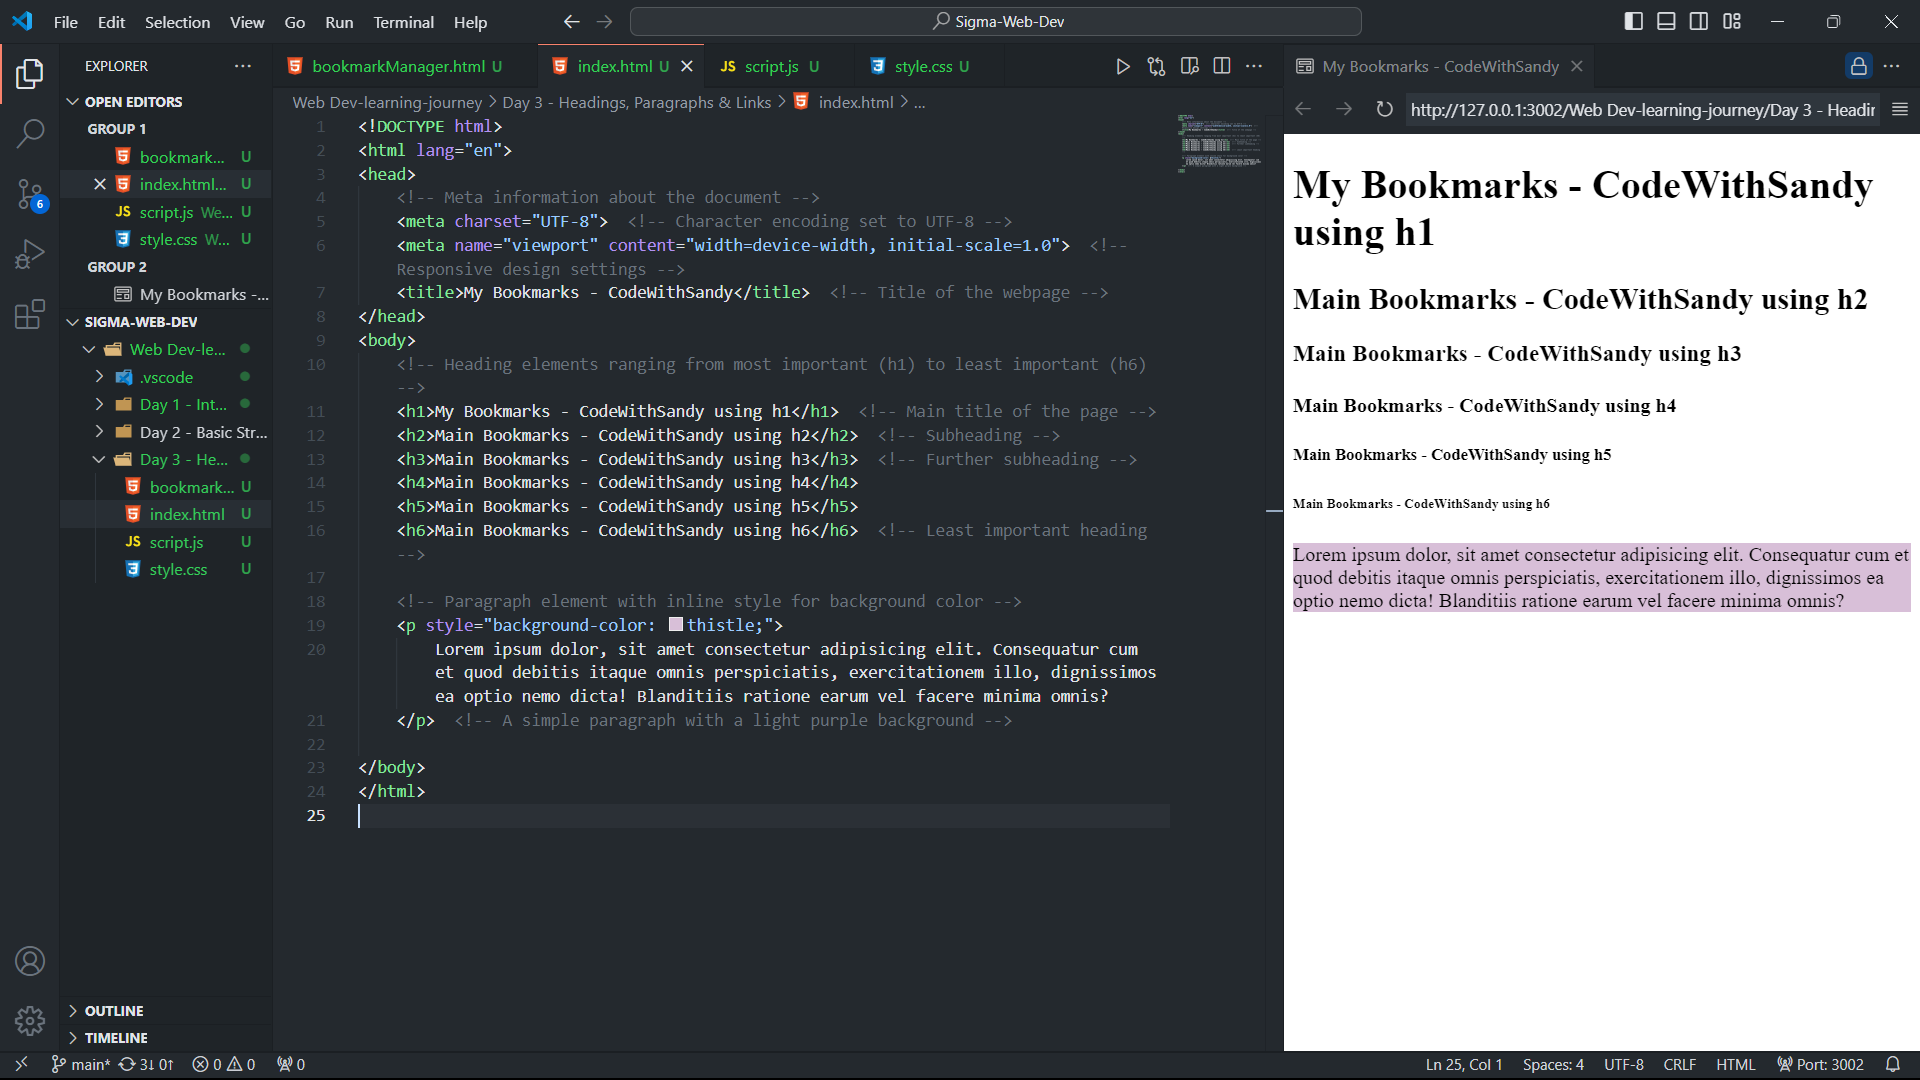 File Edit Selection View Go Run Terminal Help
Sigma-Web-Dev
EXPLORER
OPEN EDITORS
GROUP 1
bookmark... U
index.html... U
JS script.js We... U
style.css W... U
GROUP 2
My Bookmarks -...
SIGMA-WEB-DEV
Web Dev-le...
.vscode
Day 1 - Int...
Day 2 - Basic Str...
Day 3 - He...
bookmark... U
index.html U
JS script.js U
style.css U
OUTLINE
TIMELINE
6
bookmarkManager.html U
index.html U
JS script.js U
style.css U
Web Dev-learning-journey > Day 3 - Headings, Paragraphs & Links > index.html > ...
1 <!DOCTYPE html>
2 <html lang="en">
3 <head>
4 <!-- Meta information about the document -->
5 <meta charset="UTF-8"> <!-- Character encoding set to UTF-8 -->
6 <meta name="viewport" content="width=device-width, initial-scale=1.0"> <!--
Responsive design settings -->
7 <title>My Bookmarks - CodeWithSandy</title> <!-- Title of the webpage -->
8 </head>
9 <body>
10 <!-- Heading elements ranging from most important (h1) to least important (h6)
-->
11 <h1>My Bookmarks - CodeWithSandy using h1</h1> <!-- Main title of the page -->
12 <h2>Main Bookmarks - CodeWithSandy using h2</h2> <!-- Subheading -->
13 <h3>Main Bookmarks - CodeWithSandy using h3</h3> <!-- Further subheading -->
14 <h4>Main Bookmarks - CodeWithSandy using h4</h4>
15 <h5>Main Bookmarks - CodeWithSandy using h5</h5>
16 <h6>Main Bookmarks - CodeWithSandy using h6</h6> <!-- Least important heading
-->
17
18 <!-- Paragraph element with inline style for background color -->
19 <p style="background-color: thistle;">
20 Lorem ipsum dolor, sit amet consectetur adipisicing elit. Consequatur cum
et quod debitis itaque omnis perspiciatis, exercitationem illo, dignissimos
ea optio nemo dicta! Blanditiis ratione earum vel facere minima omnis?
21 </p> <!-- A simple paragraph with a light purple background -->
22
23 </body>
24 </html>
25
My Bookmarks - CodeWithSandy
http://127.0.0.1:3002/Web Dev-learning-journey/Day 3 - Headir
My Bookmarks - CodeWithSandy
using h1
Main Bookmarks - CodeWithSandy using h2
Main Bookmarks - CodeWithSandy using h3
Main Bookmarks - CodeWithSandy using h4
Main Bookmarks - CodeWithSandy using h5
Main Bookmarks - CodeWithSandy using h6
Lorem ipsum dolor, sit amet consectetur adipisicing elit. Consequatur cum et
quod debitis itaque omnis perspiciatis, exercitationem illo, dignissimos ea
optio nemo dicta! Blanditiis ratione earum vel facere minima omnis?
main* 3↓ 0↑ 0 0 0
Ln 25, Col 1 Spaces: 4 UTF-8 CRLF HTML Port: 3002